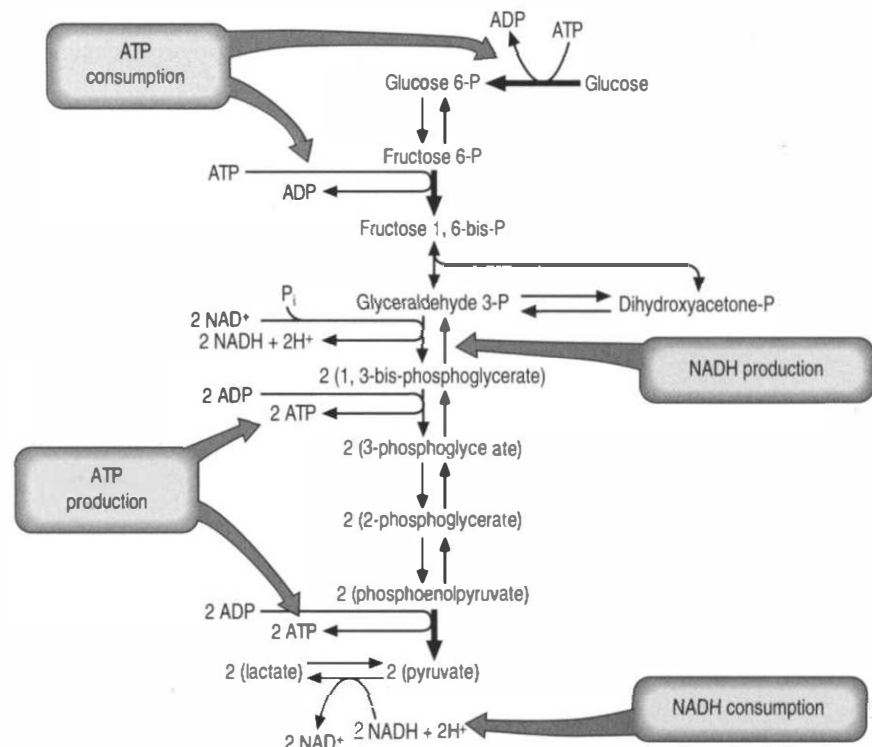 ATP
consumption
ADP
ATP
Glucose 6-P
Glucose
Fructose 6-P
ATP
ADP
Fructose 1, 6-bis-P
Glyceraldehyde 3-P
Dihydroxyacetone-P
Pi
2 NAD+
2 NADH + 2H+
NADH production
2 (1, 3-bis-phosphoglycerate)
2 ADP
2 ATP
2 (3-phosphoglyce ate)
ATP
production
2 (2-phosphoglycerate)
2 (phosphoenolpyruvate)
2 ADP
2 ATP
2 (lactate)
2 (pyruvate)
NADH consumption
2 NAD+
2 NADH + 2H+